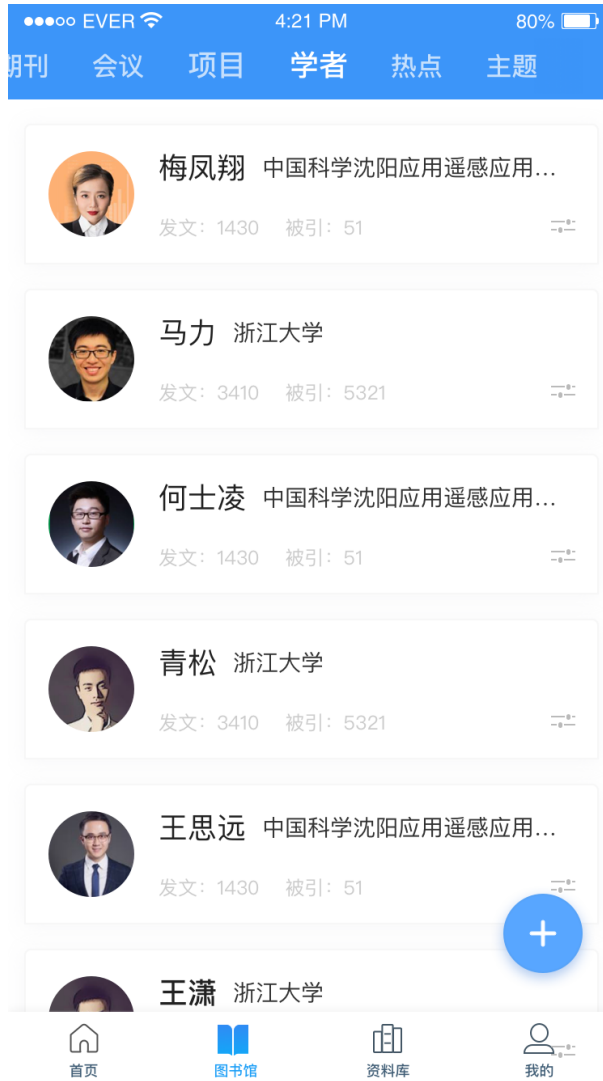 EVER 4:21 PM 80%
期刊 会议 项目 学者 热点 主题
梅凤翔 中国科学沈阳应用遥感应用...
发文：1430 被引：51
马力 浙江大学
发文：3410 被引：5321
何士凌 中国科学沈阳应用遥感应用...
发文：1430 被引：51
青松 浙江大学
发文：3410 被引：5321
王思远 中国科学沈阳应用遥感应用...
发文：1430 被引：51
王潇 浙江大学
首页 图书馆 资料库 我的